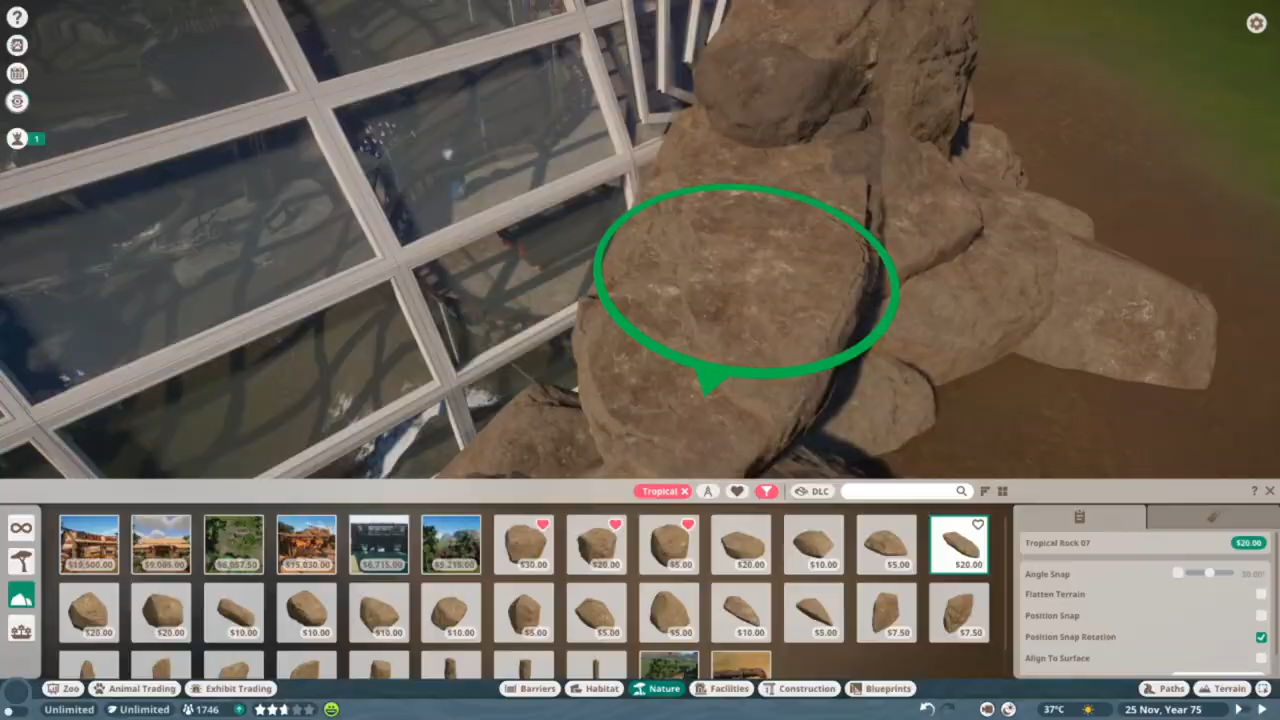 1
Tropical ×
DLC
?
$19,500.00
$9,065.00
$6,057.50
$15,030.00
$6,715.00
$9,215.00
$30.00
$20.00
$5.00
$20.00
$10.00
$5.00
$20.00
$20.00
$20.00
$10.00
$10.00
$10.00
$10.00
$5.00
$5.00
$5.00
$10.00
$5.00
$7.50
$7.50
Tropical Rock 07
$20.00
Angle Snap
Flatten Terrain
Position Snap
Position Snap Rotation
Align To Surface
Zoo
Animal Trading
Exhibit Trading
Barriers
Habitat
Nature
Facilities
Construction
Blueprints
Paths
Terrain
Unlimited
Unlimited
1746
37°C
25 Nov, Year 75